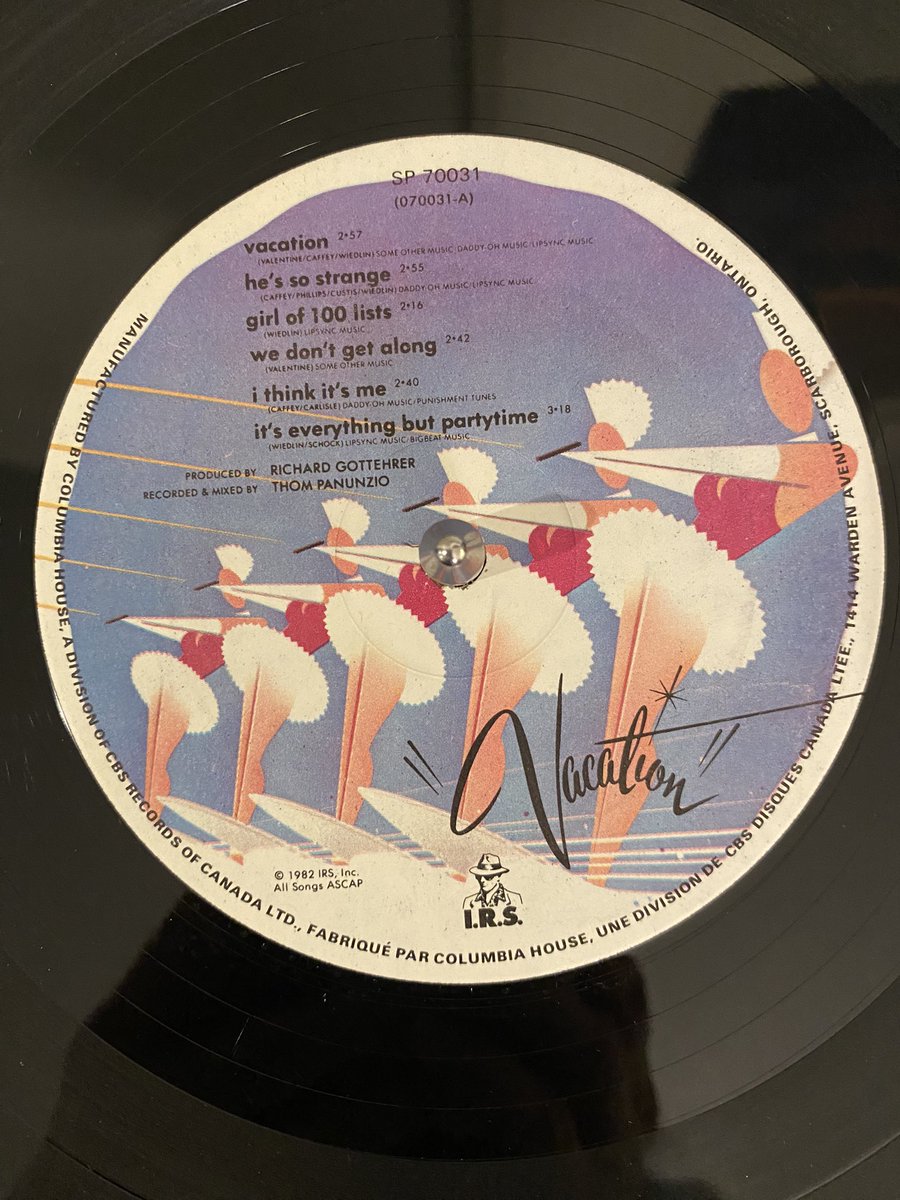 SP 70031
(070031-A)
vacation 2•57
(VALENTINE/CAFFEY/WIEDLIN) SOME OTHER MUSIC/DADDY-OH MUSIC/LIPSYNC MUSIC
he's so strange 2•55
(CAFFEY/PHILLIPS/CUSTIS/WIEDLIN) DADDY-OH MUSIC/LIPSYNC MUSIC
girl of 100 lists 2•16
(WIEDLIN) LIPSYNC MUSIC
we don't get along 2•42
(VALENTINE) SOME OTHER MUSIC
i think it's me 2•40
(CAFFEY/CARLISLE) DADDY-OH MUSIC/PUNISHMENT TUNES
it's everything but partytime 3•18
(WIEDLIN/SCHOCK) LIPSYNC MUSIC/BIGBEAT MUSIC
PRODUCED BY RICHARD GOTTEHRER
RECORDED & MIXED BY THOM PANUNZIO
"Vacation"
© 1982 IRS, Inc.
All Songs ASCAP
I.R.S.
MANUFACTURED BY COLUMBIA HOUSE, A DIVISION OF CBS RECORDS OF CANADA LTD., FABRIQUÉ PAR COLUMBIA HOUSE, UNE DIVISION DE CBS DISQUES CANADA LTÉE., 1414 WARDEN AVENUE, SCARBOROUGH, ONTARIO.